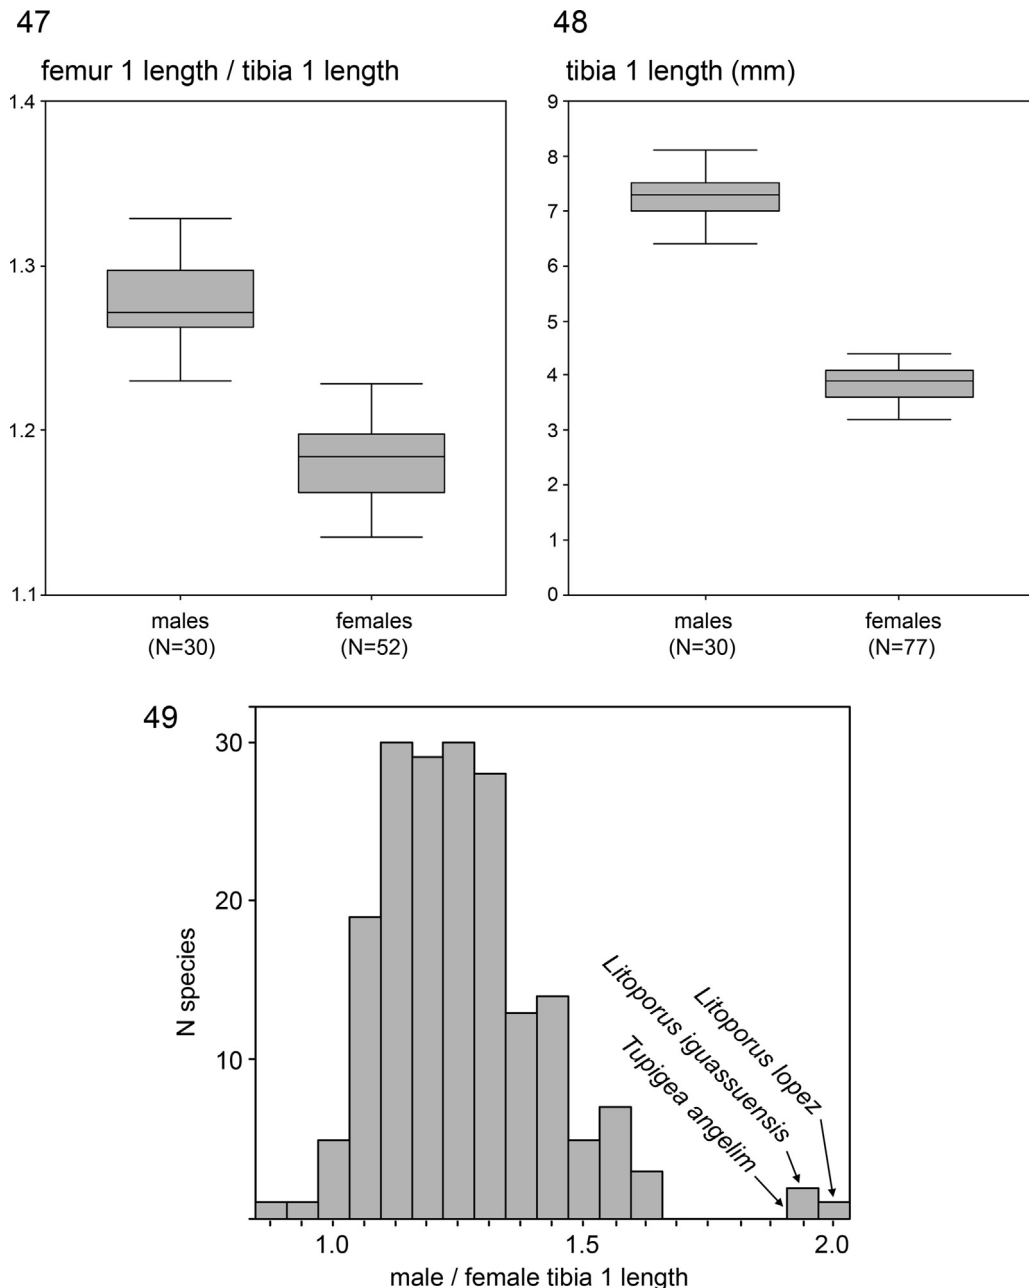 47
femur 1 length / tibia 1 length
1.4
1.3
1.2
1.1
males
(N=30)
females
(N=52)
48
tibia 1 length (mm)
9
8
7
6
5
4
3
2
1
0
males
(N=30)
females
(N=77)
49
N species
30
20
10
Tupigea angelim
Litoporus iguassuensis
Litoporus lopez
1.0
1.5
2.0
male / female tibia 1 length